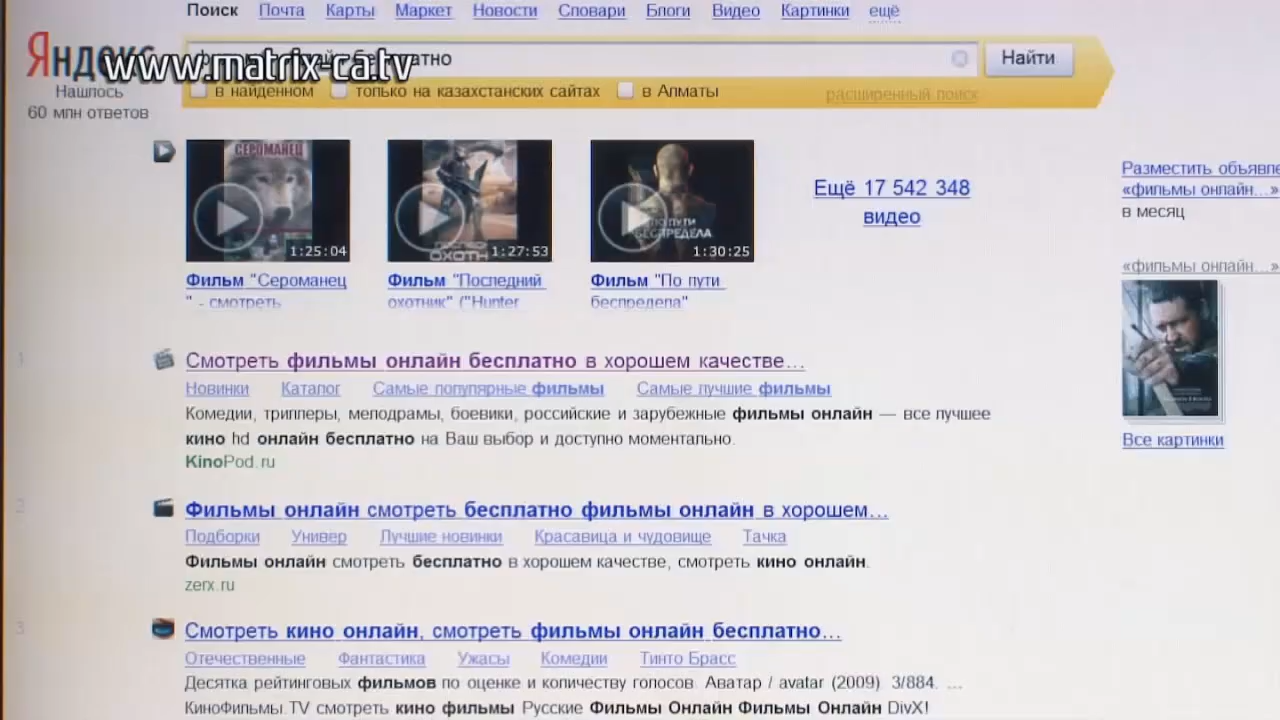 Поиск Почта Карты Маркет Новости Словари Блоги Видео Картинки ещё
Яндекс
www.matrix-ca.tv
Найти
Нашлось
60 млн ответов
в найденном только на казахстанских сайтах в Алматы расширенный поиск
СЕРОМАНЕЦ
1:25:04
1:27:53
ПО ПУТИ
БЕСПРЕДЕЛА
1:30:25
Ещё 17 542 348
видео
Фильм "Сероманец
" - смотреть
Фильм "Последний
охотник" ("Hunter
Фильм "По пути
беспредела"
Разместить
«фильмы онлайн...»
в месяц
«фильмы онлайн...»
Все картинки
1
Смотреть фильмы онлайн бесплатно в хорошем качестве...
Новинки Каталог Самые популярные фильмы Самые лучшие фильмы
Комедии, триллеры, мелодрамы, боевики, российские и зарубежные фильмы онлайн — все лучшее
кино hd онлайн бесплатно на Ваш выбор и доступно моментально.
KinoPod.ru
2
Фильмы онлайн смотреть бесплатно фильмы онлайн в хорошем...
Подборки Универ Лучшие новинки Красавица и чудовище Тачка
Фильмы онлайн смотреть бесплатно в хорошем качестве, смотреть кино онлайн.
zerx.ru
3
Смотреть кино онлайн, смотреть фильмы онлайн бесплатно...
Отечественные Фантастика Ужасы Комедии Тинто Брасс
Десятка рейтинговых фильмов по оценке и количеству голосов. Аватар / avatar (2009). 3/884. ...
КиноФильмы.TV смотреть кино фильмы Русские Фильмы Онлайн Фильмы Онлайн DivX!